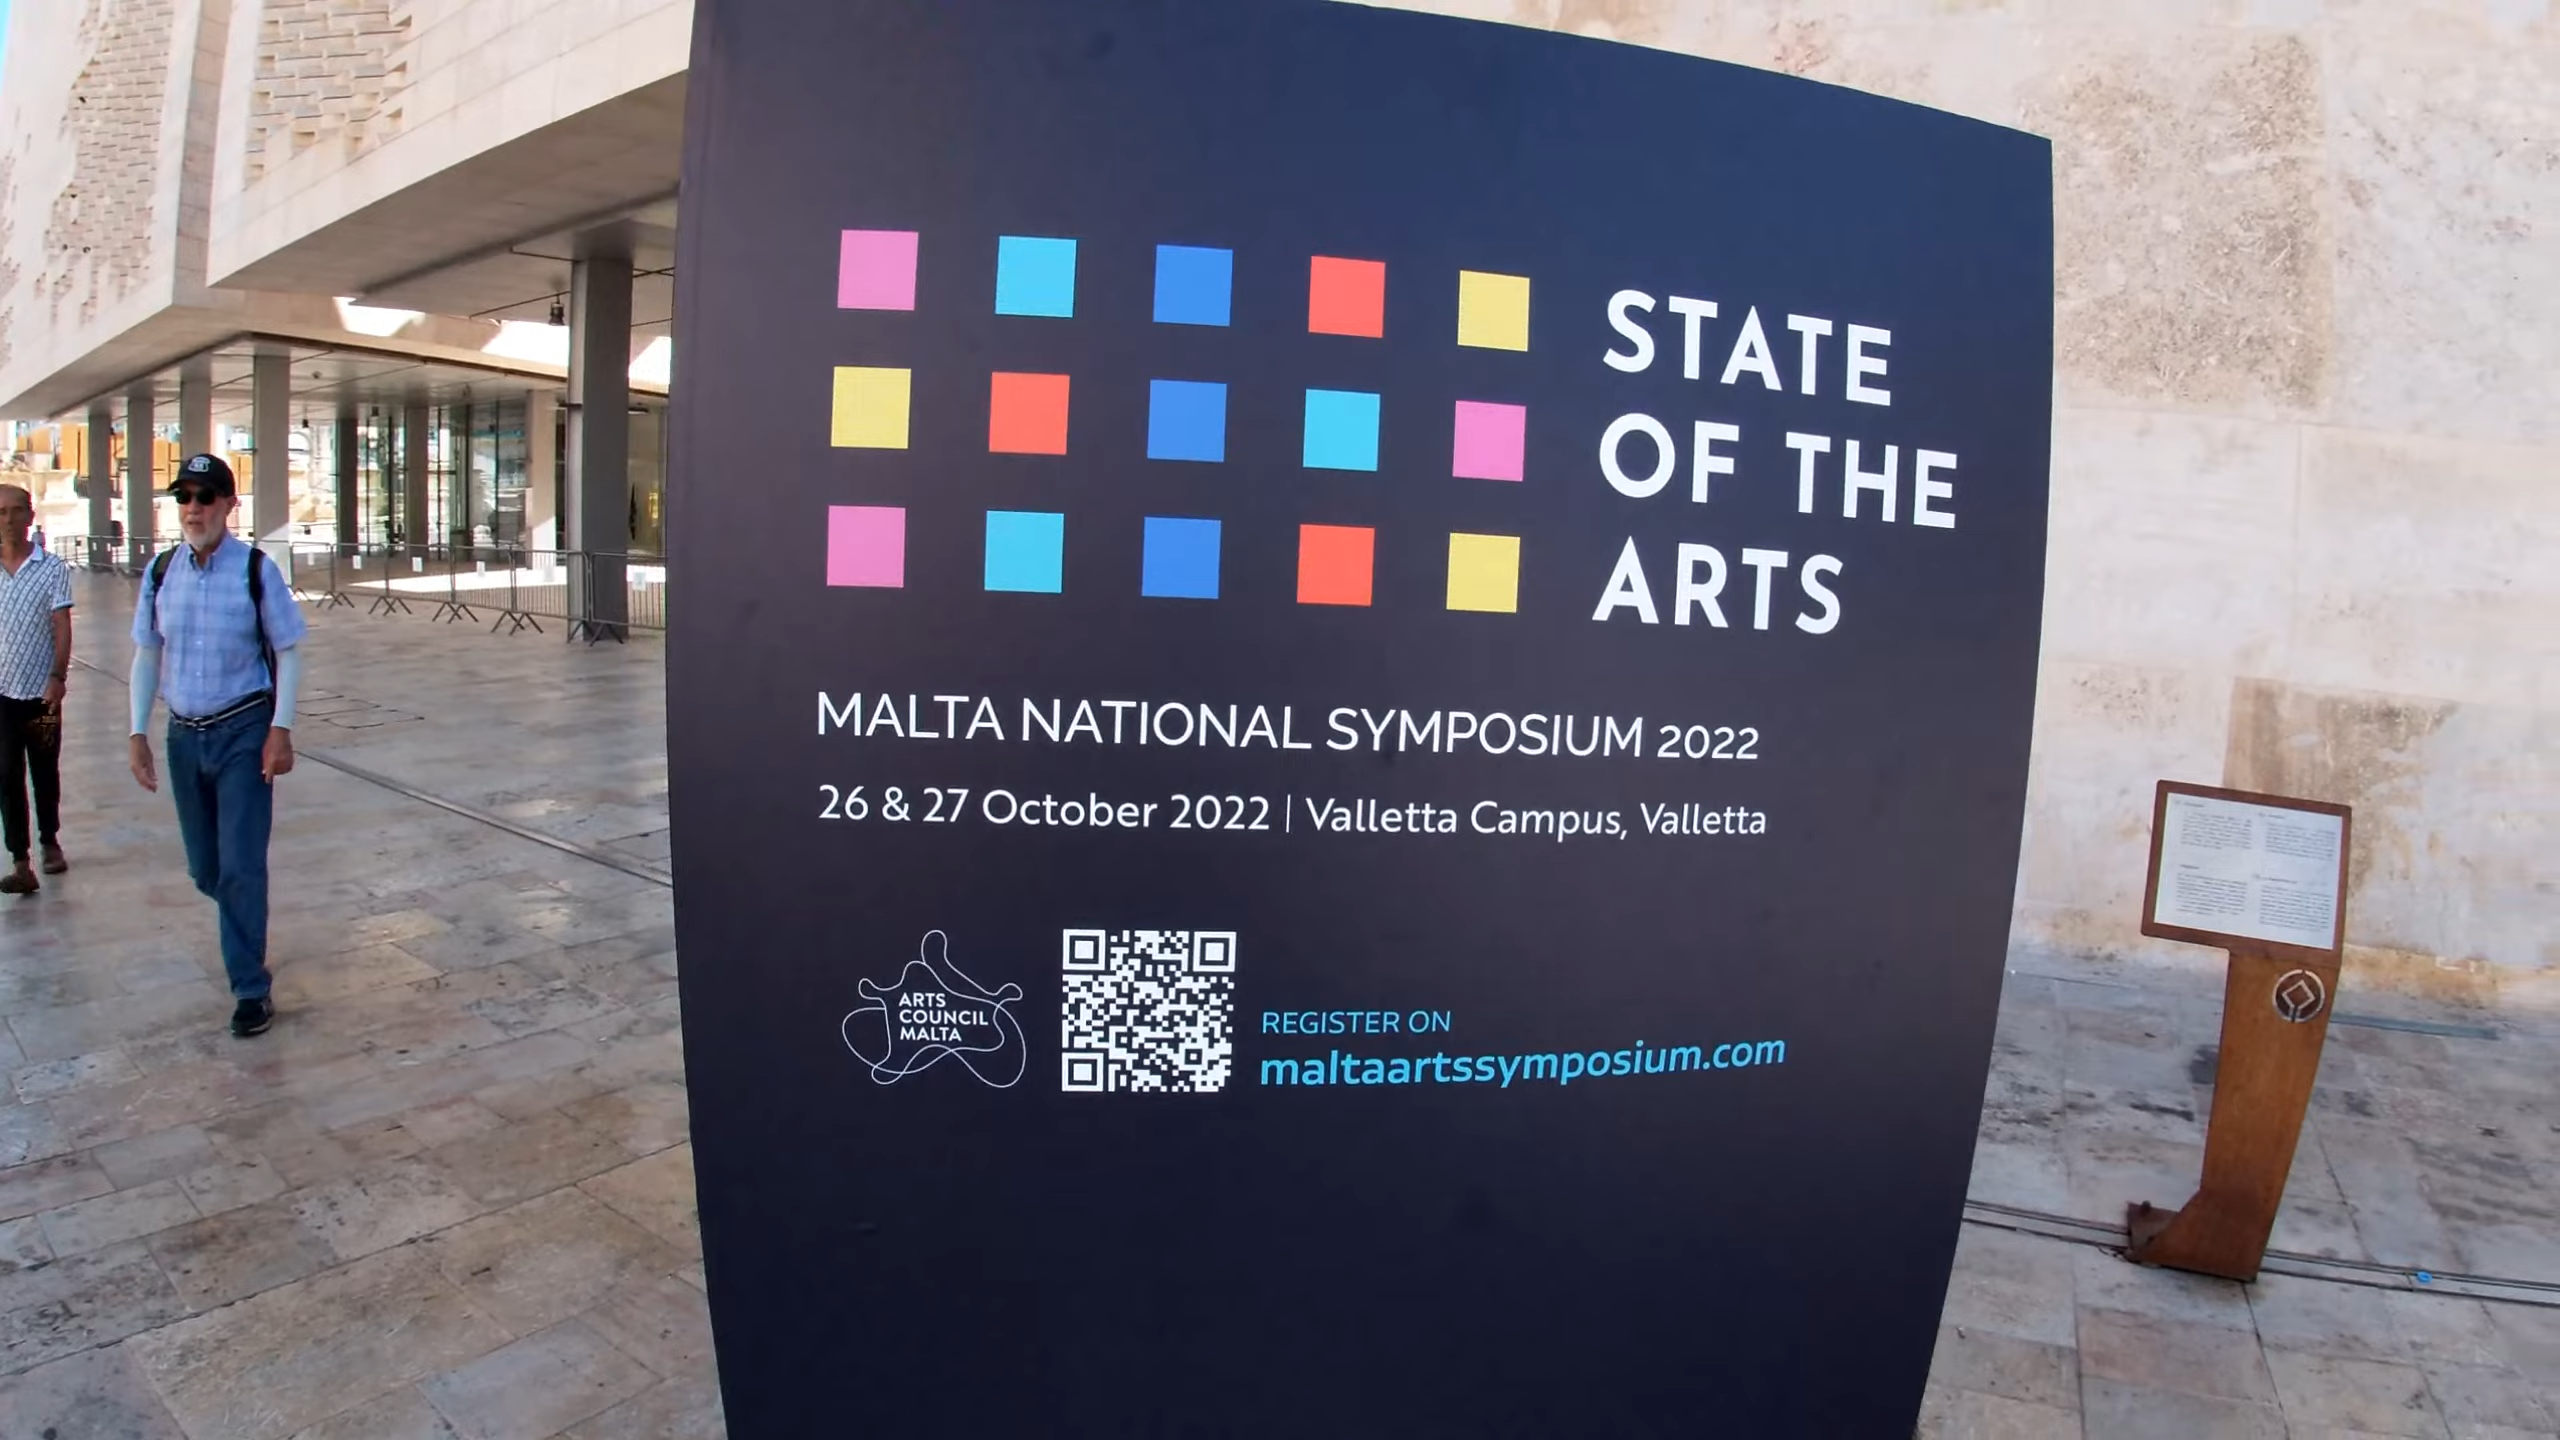 STATE
OF THE
ARTS
MALTA NATIONAL SYMPOSIUM 2022
26 & 27 October 2022 | Valletta Campus, Valletta
ARTS
COUNCIL
MALTA
REGISTER ON
maltaartssymposium.com